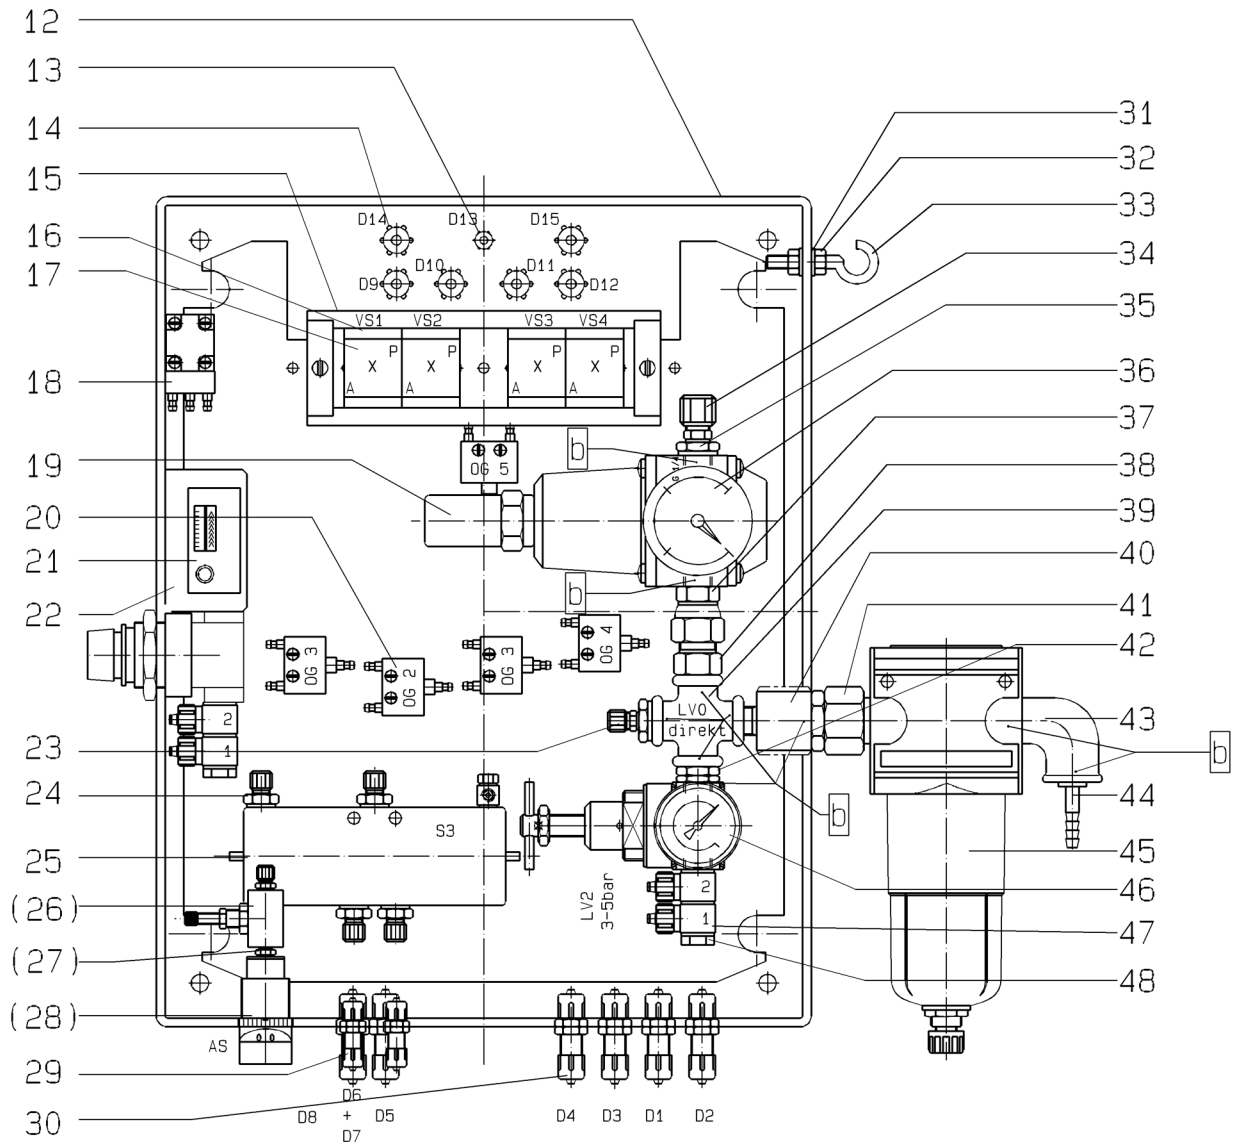 12
13
14
15
16
17
18
19
20
21
22
23
24
25
(26)
(27)
(28)
29
30
31
32
33
34
35
36
37
38
39
40
41
42
43
44
45
46
47
48
D14
D13
D15
D9
D10
D11
D12
VS1
VS2
VS3
VS4
P
P
P
P
X
X
X
X
A
A
A
A
OG 5
b
b
OG 3
OG 2
OG 3
OG 4
LVO
direkt
2
1
S3
b
b
LV2
3-5bar
2
1
AS
D8
D6
+
D7
D5
D4
D3
D1
D2